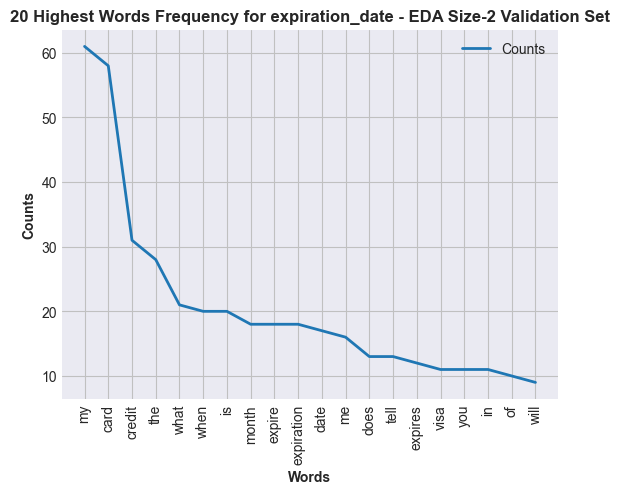 20 Highest Words Frequency for expiration_date - EDA Size-2 Validation Set
Counts
60
50
40
30
20
10
Counts
my
card
credit
the
what
when
is
month
expire
expiration
date
me
does
tell
expires
visa
you
in
of
will
Words